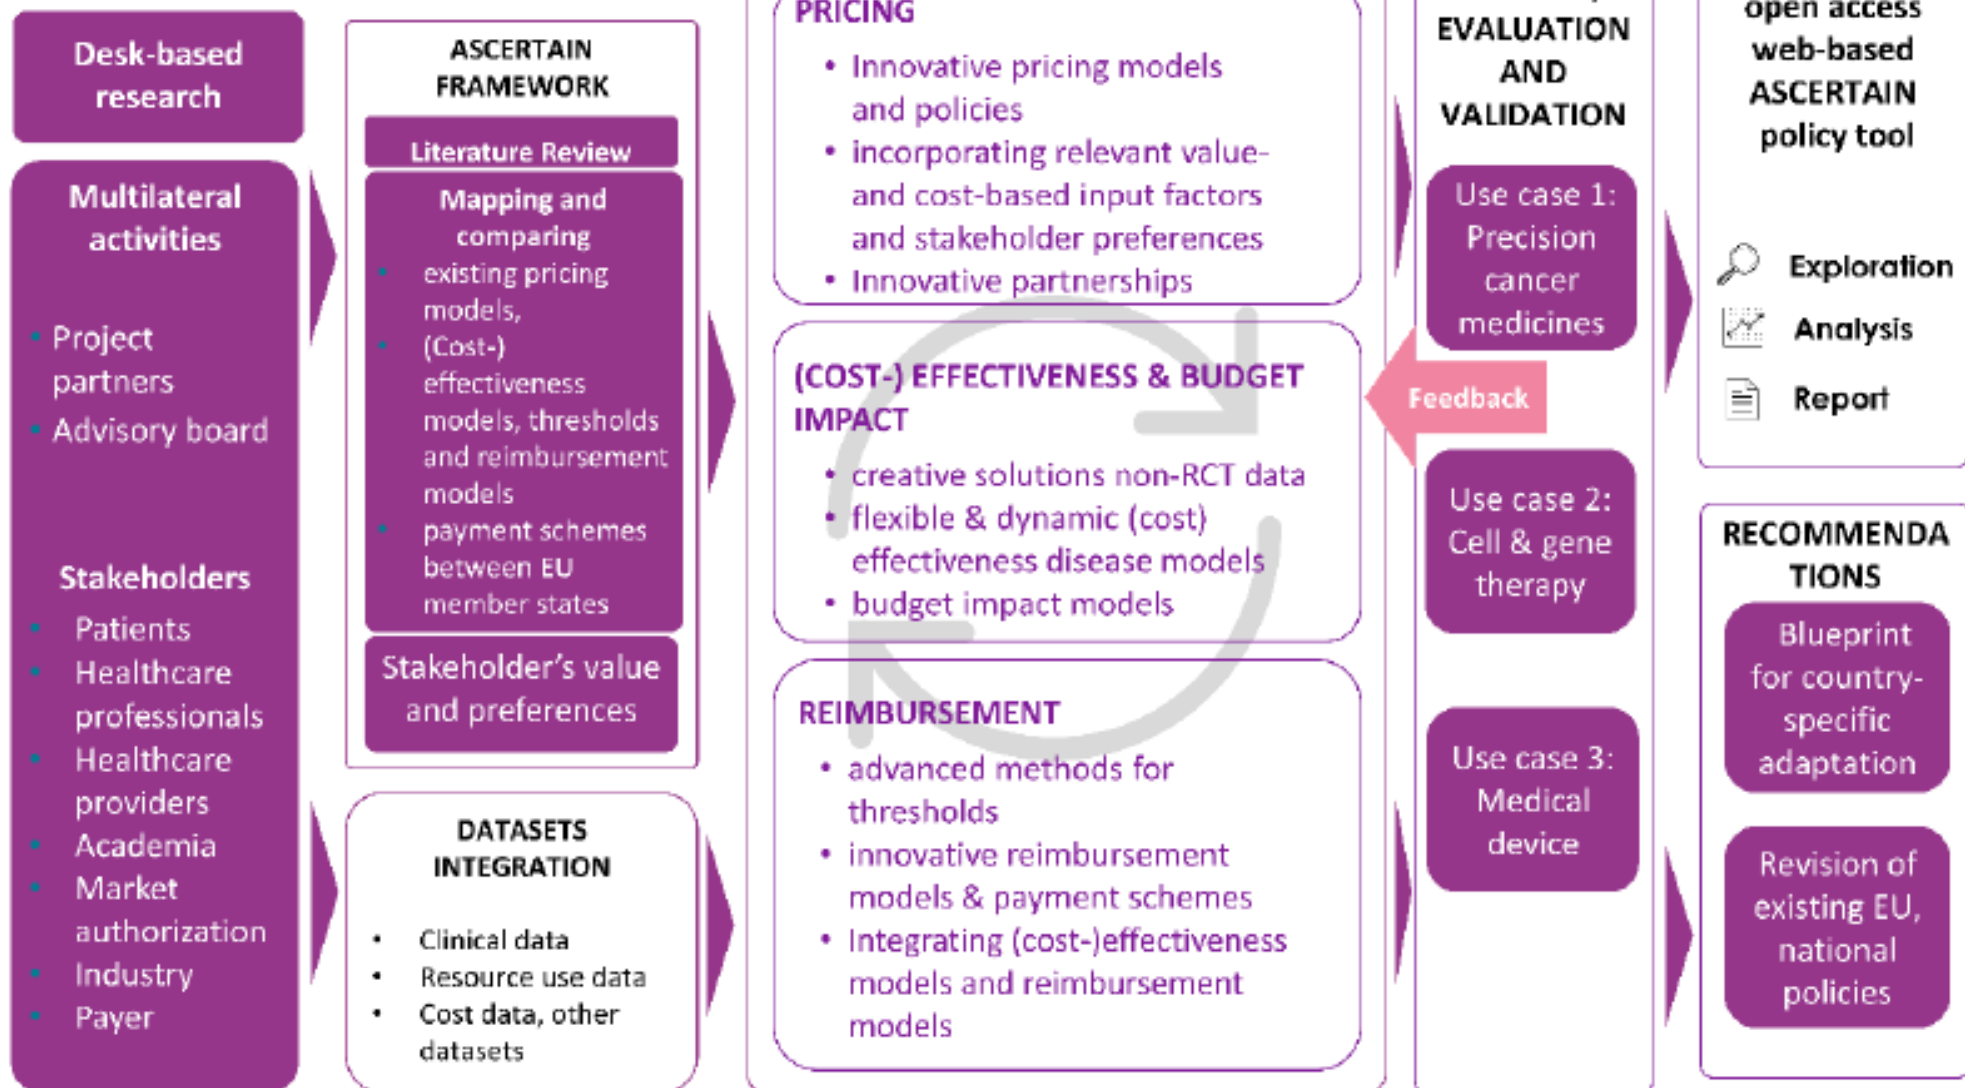 Desk-based
research
Multilateral
activities
• Project
partners
• Advisory board
Stakeholders
• Patients
• Healthcare
professionals
• Healthcare
providers
• Academia
• Market
authorization
• Industry
• Payer
ASCERTAIN
FRAMEWORK
Literature Review
Mapping and
comparing
• existing pricing
models,
• (Cost-)
effectiveness
models, thresholds
and reimbursement
models
• payment schemes
between EU
member states
Stakeholder's value
and preferences
DATASETS
INTEGRATION
• Clinical data
• Resource use data
• Cost data, other
datasets
PRICING
• Innovative pricing models
and policies
• incorporating relevant value-
and cost-based input factors
and stakeholder preferences
• Innovative partnerships
(COST-) EFFECTIVENESS & BUDGET
IMPACT
• creative solutions non-RCT data
• flexible & dynamic (cost)
effectiveness disease models
• budget impact models
REIMBURSEMENT
• advanced methods for
thresholds
• innovative reimbursement
models & payment schemes
• Integrating (cost-)effectiveness
models and reimbursement
models
EVALUATION
AND
VALIDATION
Use case 1:
Precision
cancer
medicines
Feedback
Use case 2:
Cell & gene
therapy
Use case 3:
Medical
device
open access
web-based
ASCERTAIN
policy tool
Exploration
Analysis
Report
RECOMMENDA
TIONS
Blueprint
for country-
specific
adaptation
Revision of
existing EU,
national
policies